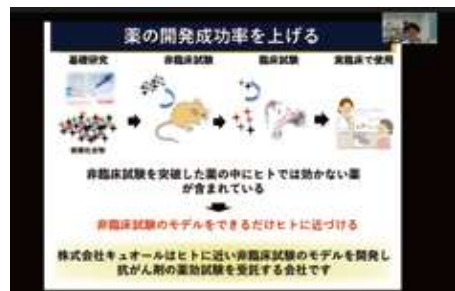 薬の開発成功率を上げる
基礎研究 非臨床試験 臨床試験 実臨床で使用
候補化合物
非臨床試験を突破した薬の中にヒトでは効かない薬
が含まれている
非臨床試験のモデルをできるだけヒトに近づける
株式会社キュオールはヒトに近い非臨床試験のモデルを開発し
抗がん剤の薬効試験を受託する会社です